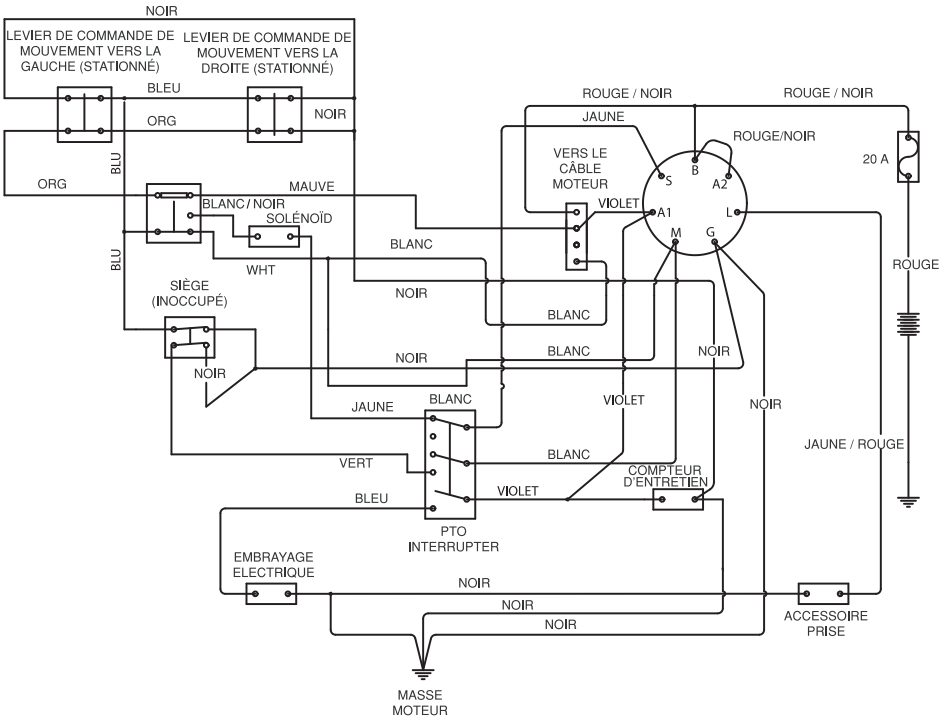 NOIR
LEVIER DE COMMANDE DE
MOUVEMENT VERS LA
GAUCHE (STATIONNÉ)
LEVIER DE COMMANDE DE
MOUVEMENT VERS LA
DROITE (STATIONNÉ)
BLEU
NOIR
ORG
BLU
ORG
MAUVE
BLANC/NOIR
SOLÉNOÏD
BLANC
WHT
BLU
NOIR
SIÈGE
(INOCCUPÉ)
NOIR
NOIR
ROUGE / NOIR
ROUGE / NOIR
JAUNE
ROUGE/NOIR
VERS LE
CÂBLE
MOTEUR
VIOLET
B
S
A2
A1
L
M
G
20 A
ROUGE
BLANC
BLANC
NOIR
VIOLET
NOIR
JAUNE
BLANC
VERT
BLANC
BLEU
VIOLET
COMPTEUR
D'ENTRETIEN
JAUNE / ROUGE
PTO
INTERRUPTER
EMBRAYAGE
ELECTRIQUE
NOIR
NOIR
NOIR
ACCESSOIRE
PRISE
MASSE
MOTEUR